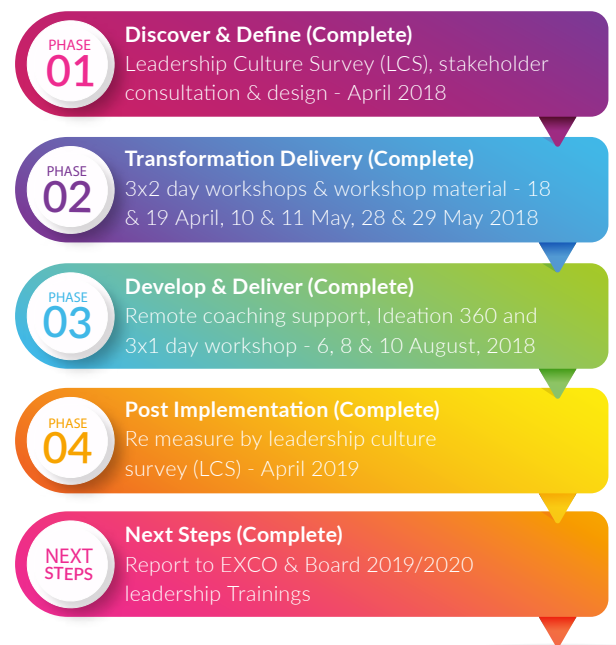 PHASE
01
Discover & Define (Complete)
Leadership Culture Survey (LCS), stakeholder
consultation & design - April 2018
PHASE
02
Transformation Delivery (Complete)
3x2 day workshops & workshop material - 18
& 19 April, 10 & 11 May, 28 & 29 May 2018
PHASE
03
Develop & Deliver (Complete)
Remote coaching support, Ideation 360 and
3x1 day workshop - 6, 8 & 10 August, 2018
PHASE
04
Post Implementation (Complete)
Re measure by leadership culture
survey (LCS) - April 2019
NEXT
STEPS
Next Steps (Complete)
Report to EXCO & Board 2019/2020
leadership Trainings